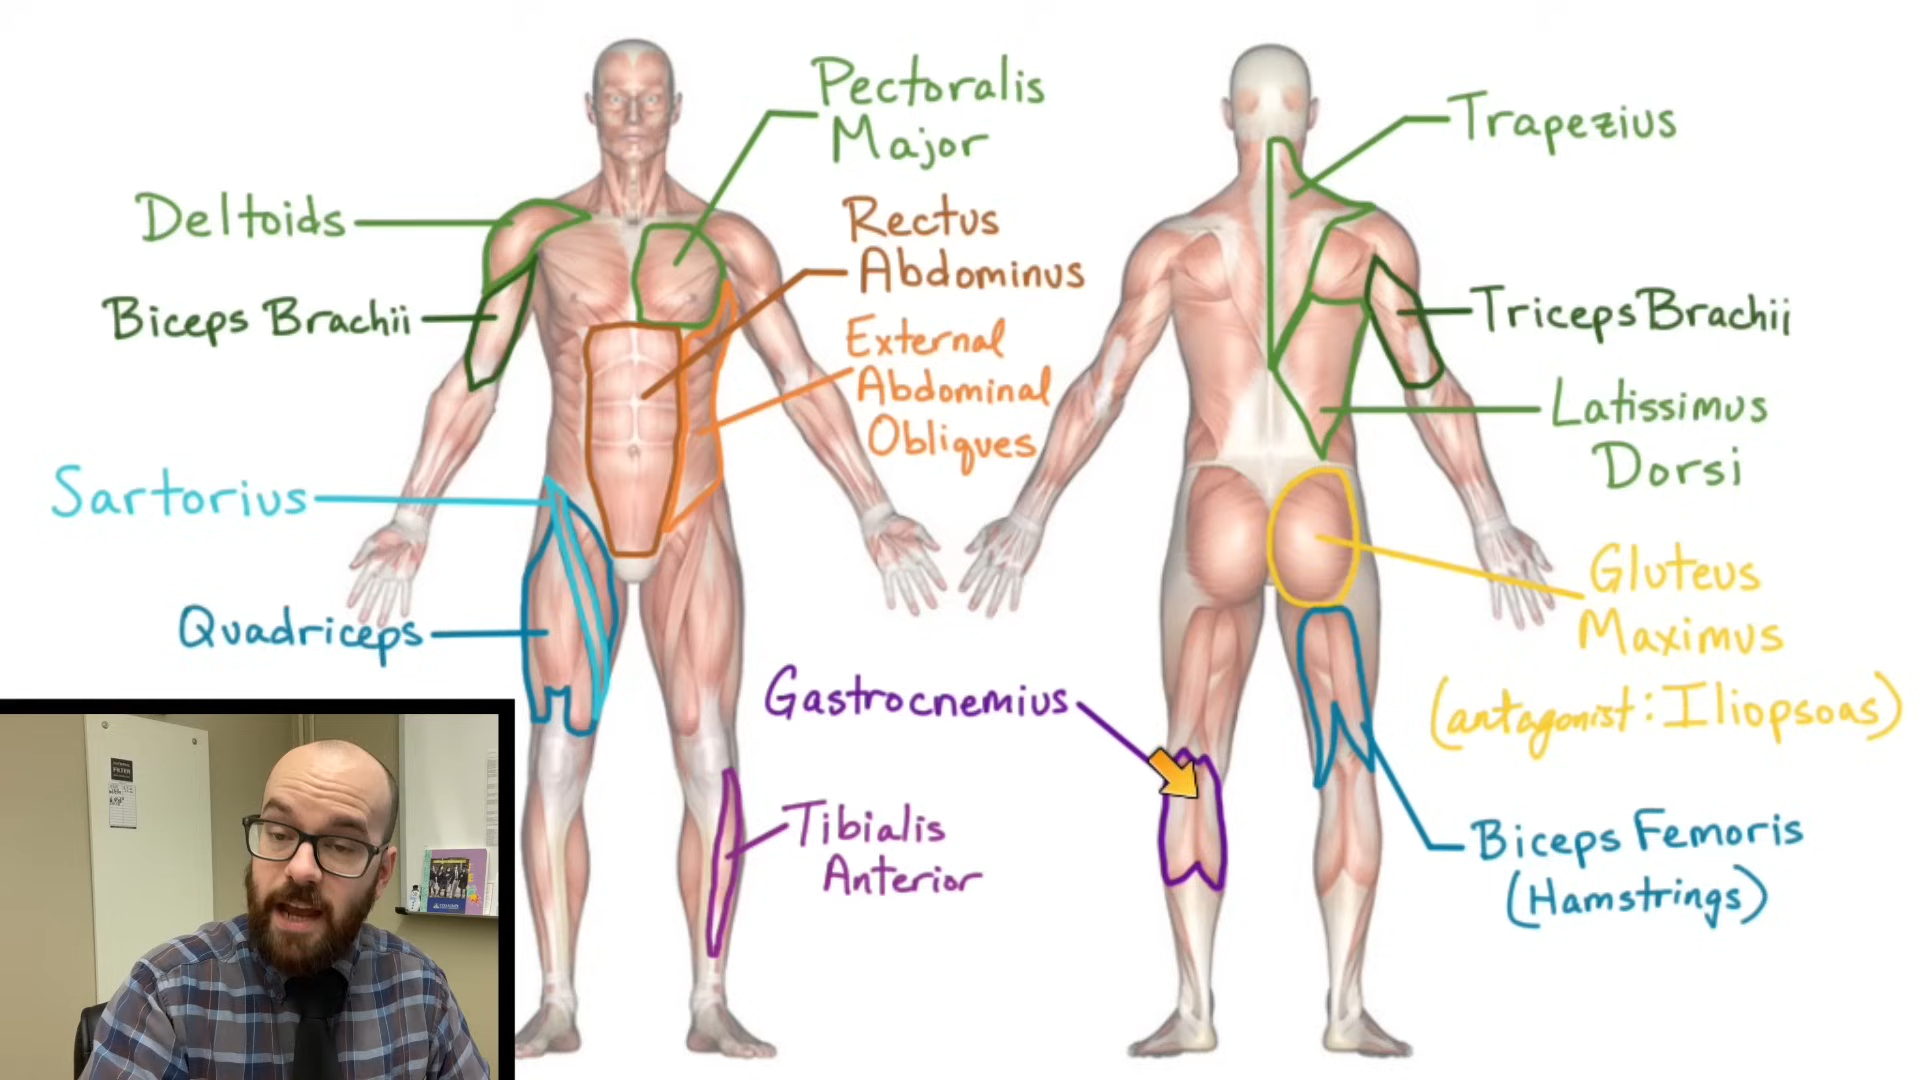 Pectoralis
Major
Trapezius
Deltoids
Rectus
Abdominus
Biceps Brachii
Triceps Brachii
External
Abdominal
Obliques
Latissimus
Dorsi
Sartorius
Gluteus
Maximus
Quadriceps
Gastrocnemius
(antagonist: Iliopsoas)
Tibialis
Anterior
Biceps Femoris
(Hamstrings)
FILTER